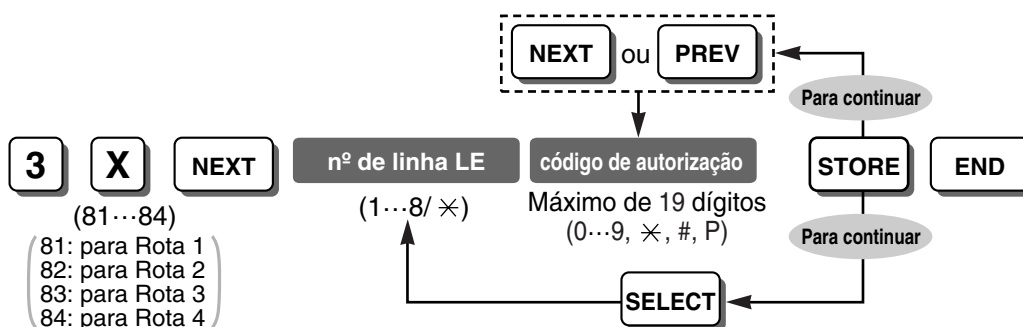 NEXT ou PREV
Para continuar
3 X NEXT nº de linha LE código de autorização STORE END
(81···84) (1···8/ ✳) Máximo de 19 dígitos
(0···9, ✳, #, P)
Para continuar
81: para Rota 1
82: para Rota 2
83: para Rota 3
84: para Rota 4
SELECT